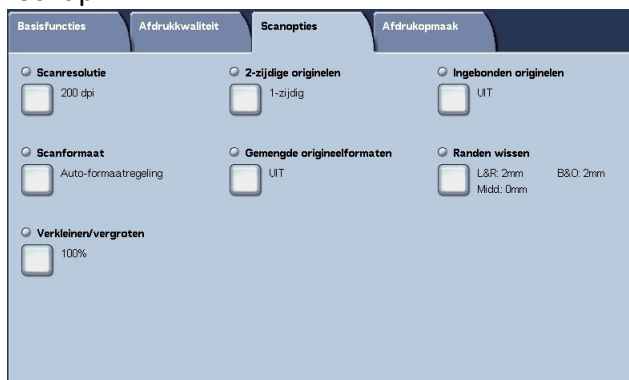 Basisfuncties
Afdrukkwaliteit
Scanopties
Afdrukopmaak
Scanresolutie
200 dpi
2-zijdige originelen
1-zijdig
Ingebonden originelen
UIT
Scanformaat
Auto-formaatregeling
Gemengde origineelformaten
UIT
Randen wissen
L&R: 2mm B&O: 2mm
Midd.: 0mm
Verkleinen/vergroten
100%